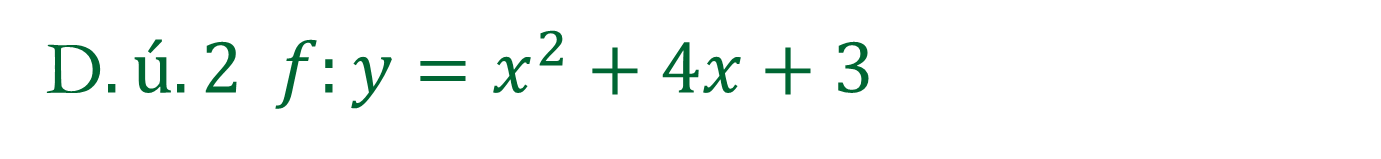 D. ú. 2 f: y = x² + 4x + 3